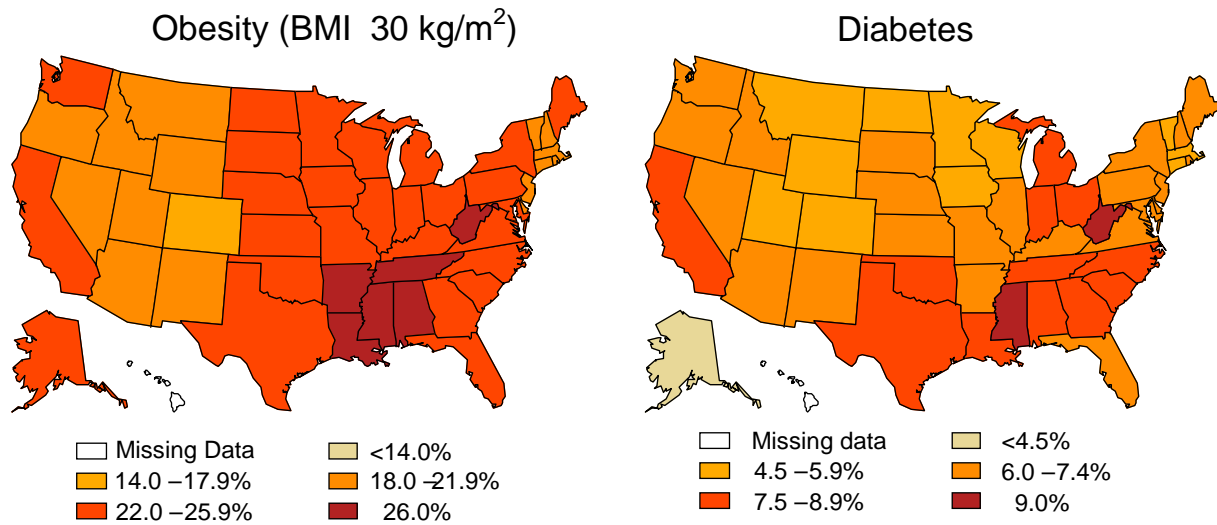 Obesity (BMI 30 kg/m²)
Diabetes
Missing Data
<14.0%
14.0 –17.9%
18.0 –21.9%
22.0 –25.9%
26.0%
Missing data
<4.5%
4.5 –5.9%
6.0 –7.4%
7.5 –8.9%
9.0%